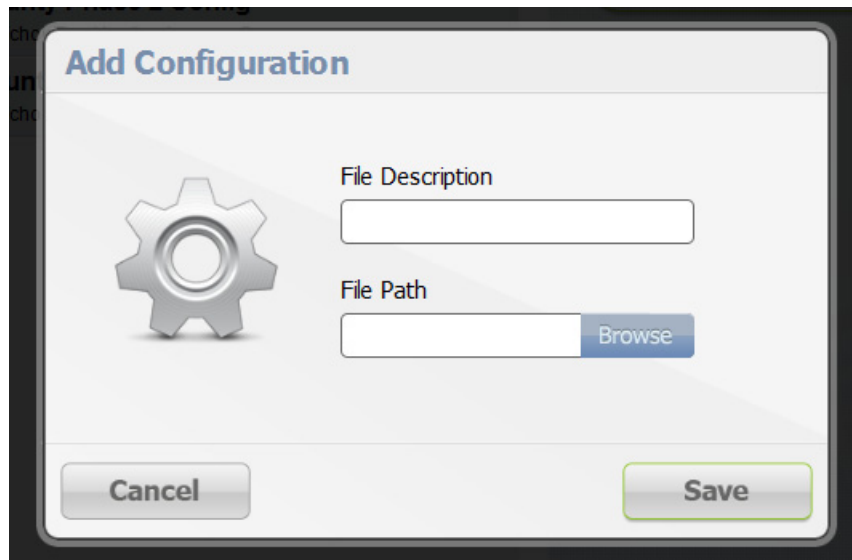 Add Configuration
File Description
File Path
Browse
Cancel
Save